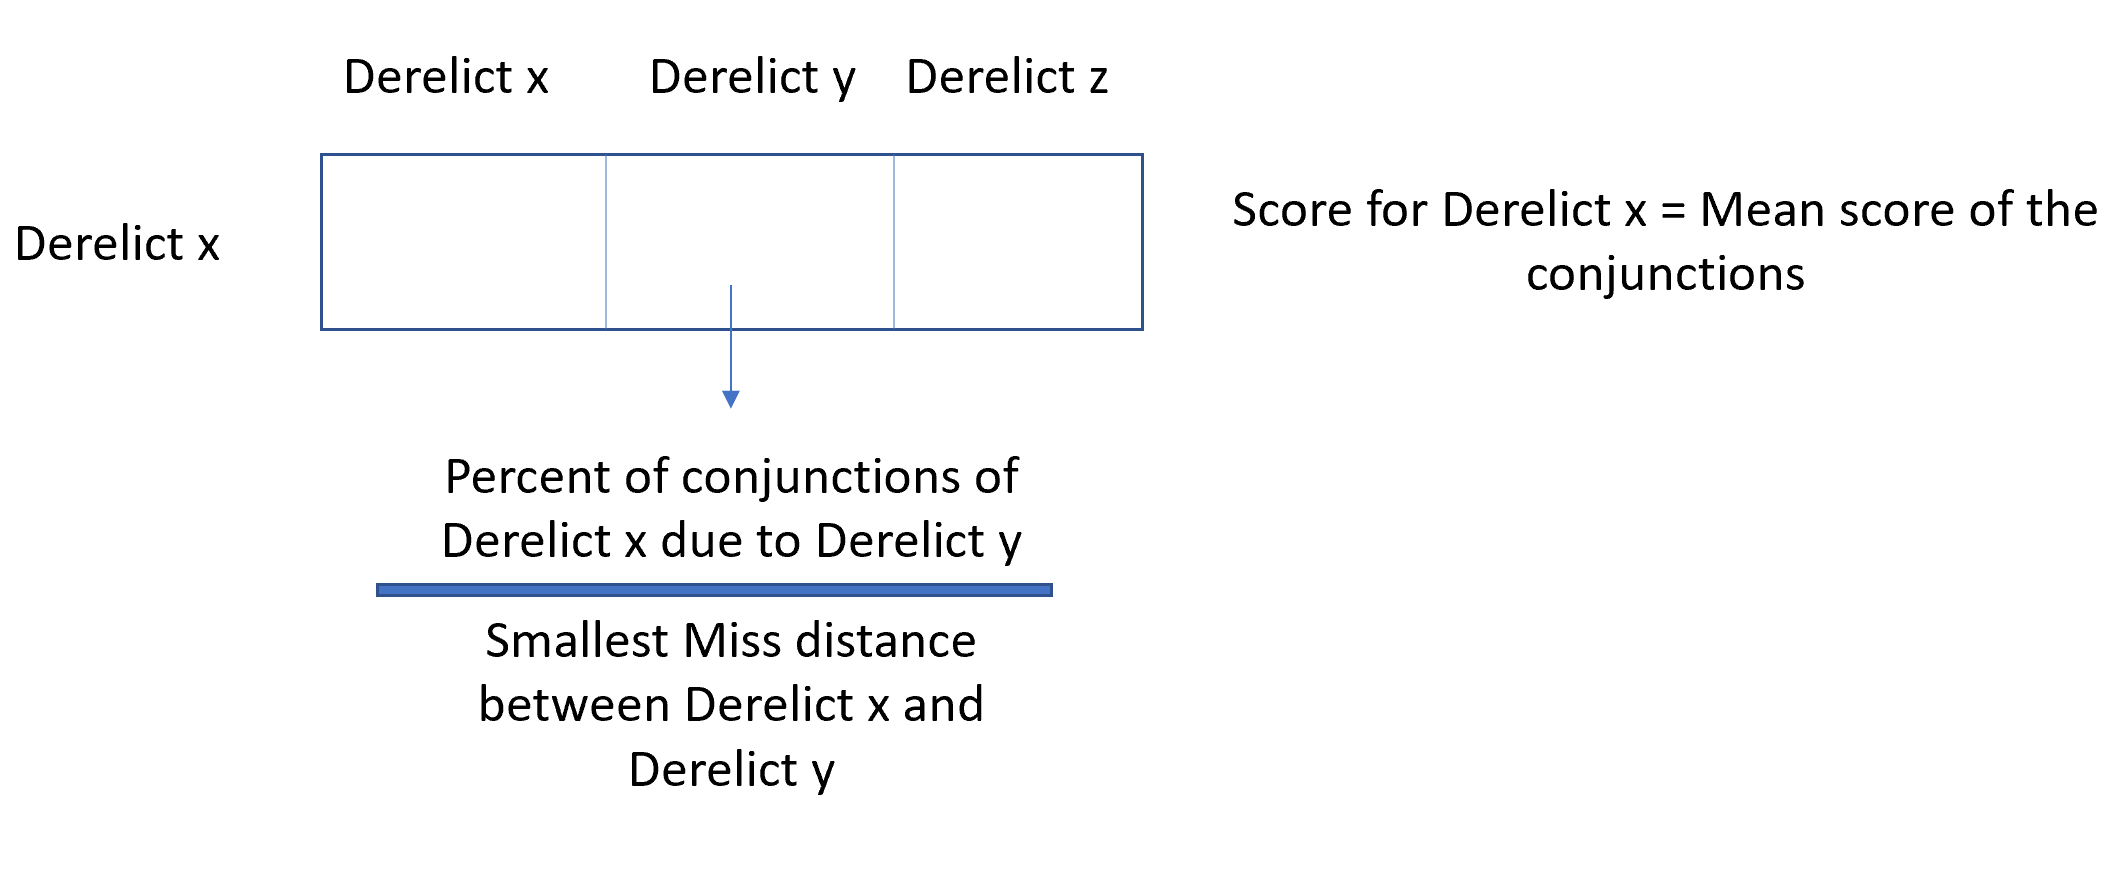 Derelict x Derelict y Derelict z
Derelict x
Score for Derelict x = Mean score of the
conjunctions
Percent of conjunctions of
Derelict x due to Derelict y
Smallest Miss distance
between Derelict x and
Derelict y